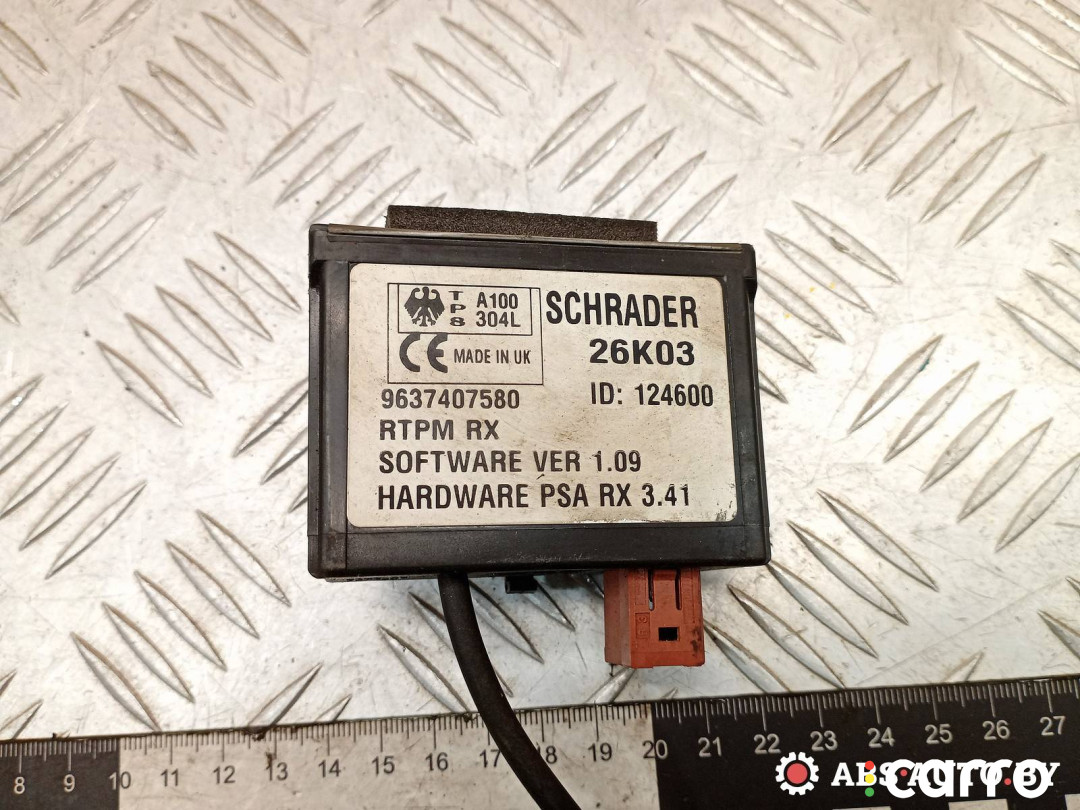 TPS A100
304L
CE MADE IN UK
SCHRADER
26K03
9637407580
ID: 124600
RTPM RX
SOFTWARE VER 1.09
HARDWARE PSA RX 3.41
8 9 10 11 12 13 14 15 16 17 18 19 20 21 22 23 24 25 26 27
carro